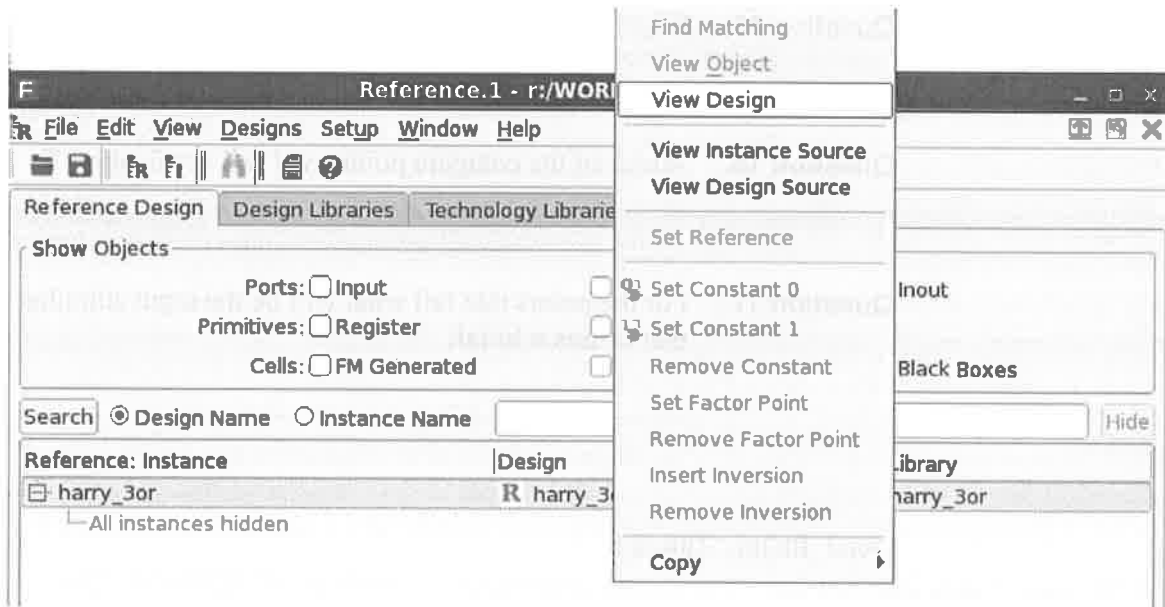 Find Matching
View Object
F Reference.1 - r:/WORI
View Design
File Edit View Designs Setup Window Help
View Instance Source
View Design Source
Reference Design Design Libraries Technology Librarie
Set Reference
Show Objects
Ports: Input Set Constant 0 Inout
Primitives: Register Set Constant 1
Cells: FM Generated Remove Constant Black Boxes
Set Factor Point
Search Design Name Instance Name Hide
Remove Factor Point
Reference: Instance Design Library
Insert Inversion
harry_3or R harry_3o harry_3or
Remove Inversion
All instances hidden
Copy